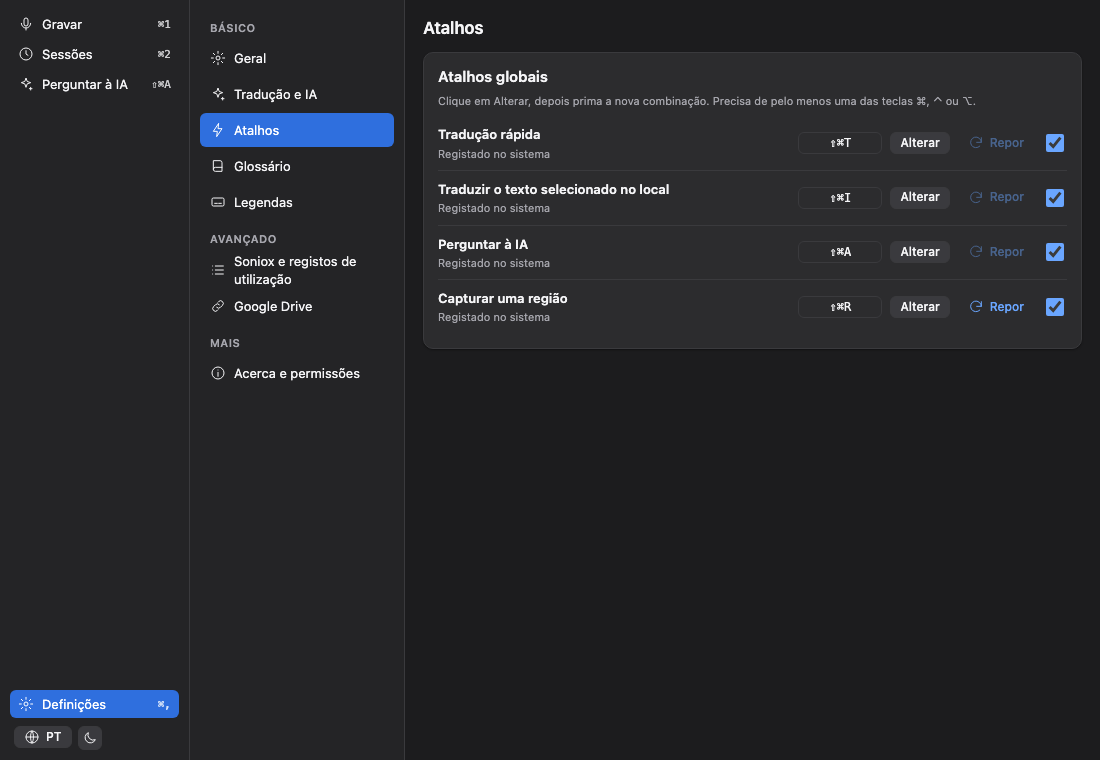 Gravar ⌘1
Sessões ⌘2
Perguntar à IA ⇧⌘A
Definições ⌘,
PT
BÁSICO
Geral
Tradução e IA
Atalhos
Glossário
Legendas
AVANÇADO
Soniox e registos de
utilização
Google Drive
MAIS
Acerca e permissões
Atalhos
Atalhos globais
Clique em Alterar, depois prima a nova combinação. Precisa de pelo menos uma das teclas ⌘, ⌃ ou ⌥.
Tradução rápida
Registado no sistema
⇧⌘T Alterar Repor
Traduzir o texto selecionado no local
Registado no sistema
⇧⌘I Alterar Repor
Perguntar à IA
Registado no sistema
⇧⌘A Alterar Repor
Capturar uma região
Registado no sistema
⇧⌘R Alterar Repor